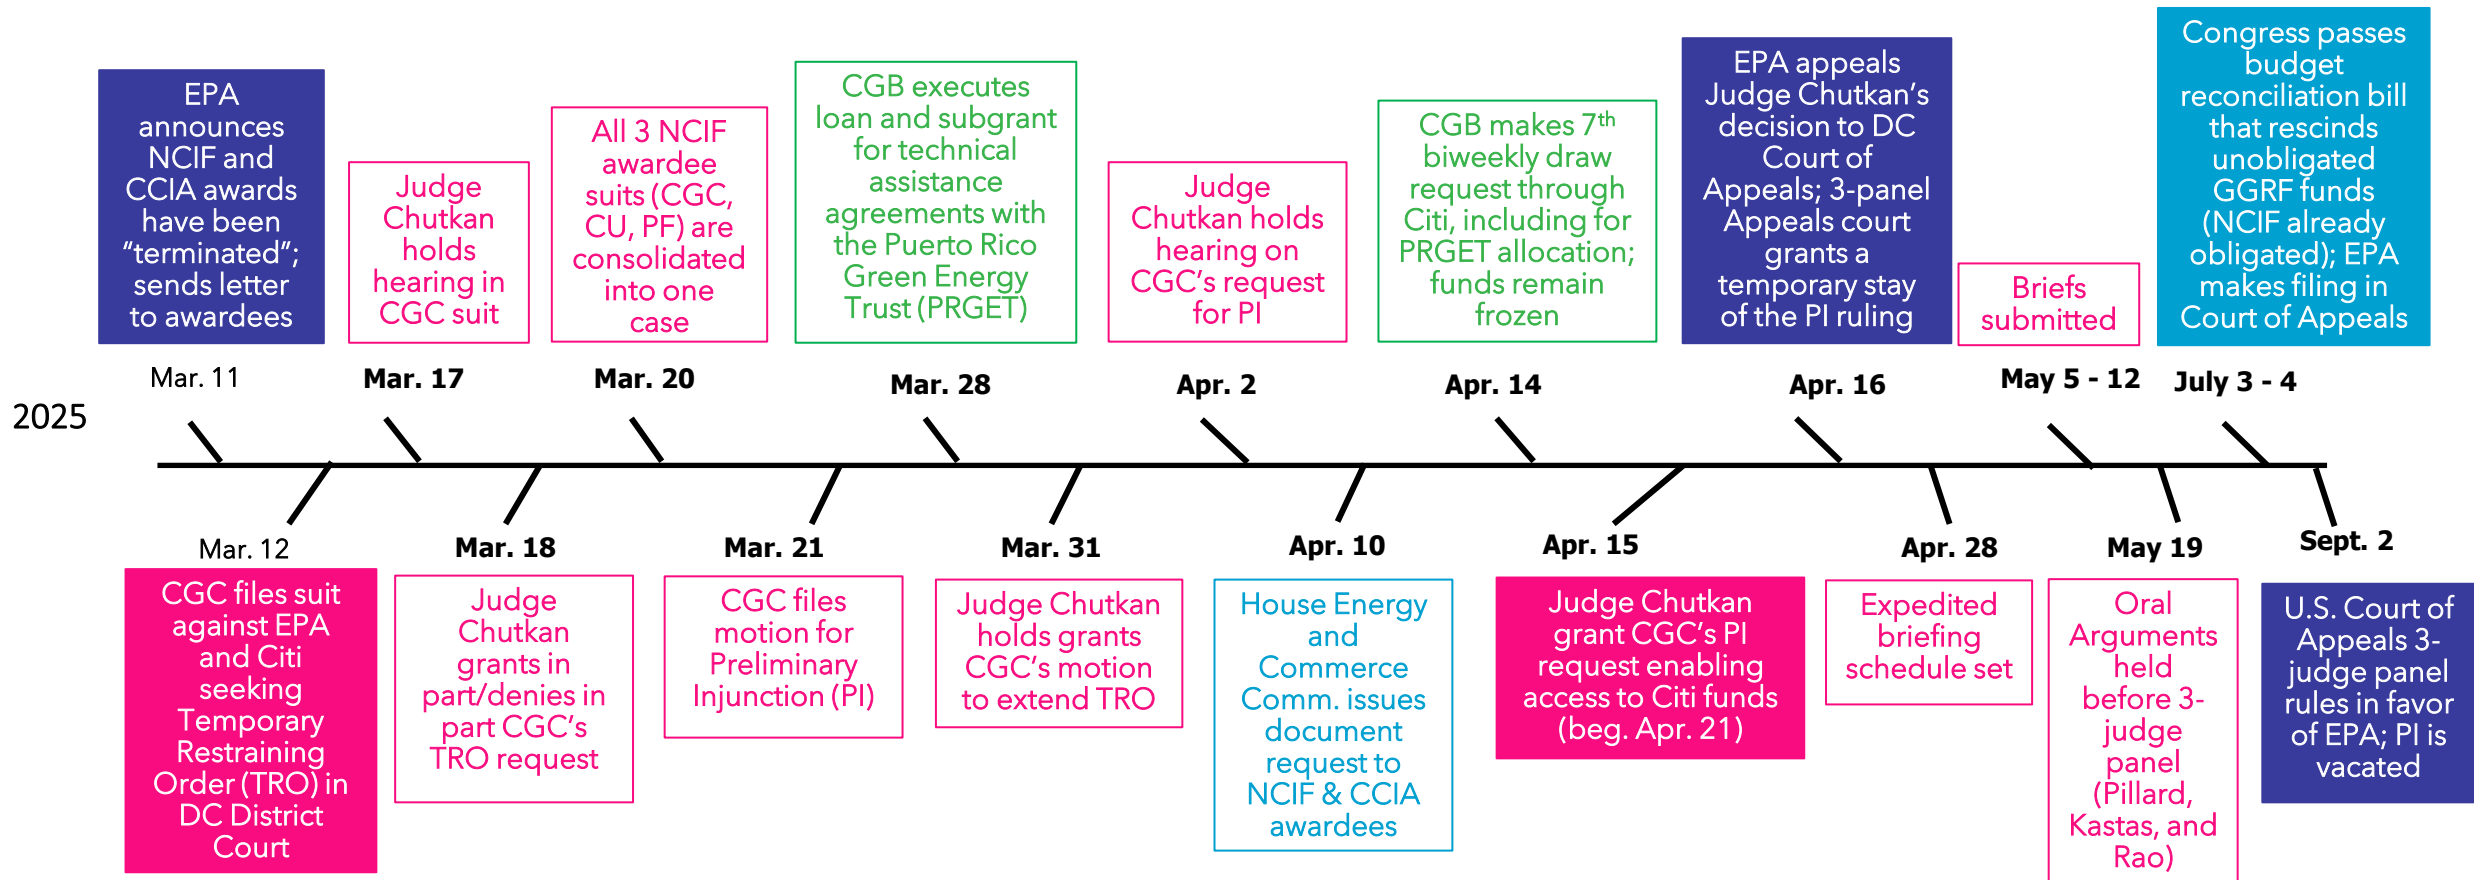 EPA
announces
NCIF and
CCIA awards
have been
“terminated”;
sends letter
to awardees
Judge
Chutkan
holds
hearing in
CGC suit
All 3 NCIF
awardee
suits (CGC,
CU, PF) are
consolidated
into one
case
CGB executes
loan and subgrant
for technical
assistance
agreements with
the Puerto Rico
Green Energy
Trust (PRGET)
Judge
Chutkan holds
hearing on
CGC’s request
for PI
CGB makes 7th
biweekly draw
request through
Citi, including for
PRGET allocation;
funds remain
frozen
EPA appeals
Judge Chutkan’s
decision to DC
Court of
Appeals; 3-panel
Appeals court
grants a
temporary stay
of the PI ruling
Briefs
submitted
Congress passes
budget
reconciliation bill
that rescinds
unobligated
GGRF funds
(NCIF already
obligated); EPA
makes filing in
Court of Appeals
Mar. 11
Mar. 17
Mar. 20
Mar. 28
Apr. 2
Apr. 14
Apr. 16
May 5 - 12
July 3 - 4
2025
Mar. 12
Mar. 18
Mar. 21
Mar. 31
Apr. 10
Apr. 15
Apr. 28
May 19
Sept. 2
CGC files suit
against EPA
and Citi
seeking
Temporary
Restraining
Order (TRO) in
DC District
Court
Judge
Chutkan
grants in
part/denies in
part CGC’s
TRO request
CGC files
motion for
Preliminary
Injunction (PI)
Judge Chutkan
holds grants
CGC’s motion
to extend TRO
House Energy
and
Commerce
Comm. issues
document
request to
NCIF & CCIA
awardees
Judge Chutkan
grant CGC’s PI
request enabling
access to Citi funds
(beg. Apr. 21)
Expedited
briefing
schedule set
Oral
Arguments
held
before 3-
judge
panel
(Pillard,
Kastas, and
Rao)
U.S. Court of
Appeals 3-
judge panel
rules in favor
of EPA; PI is
vacated